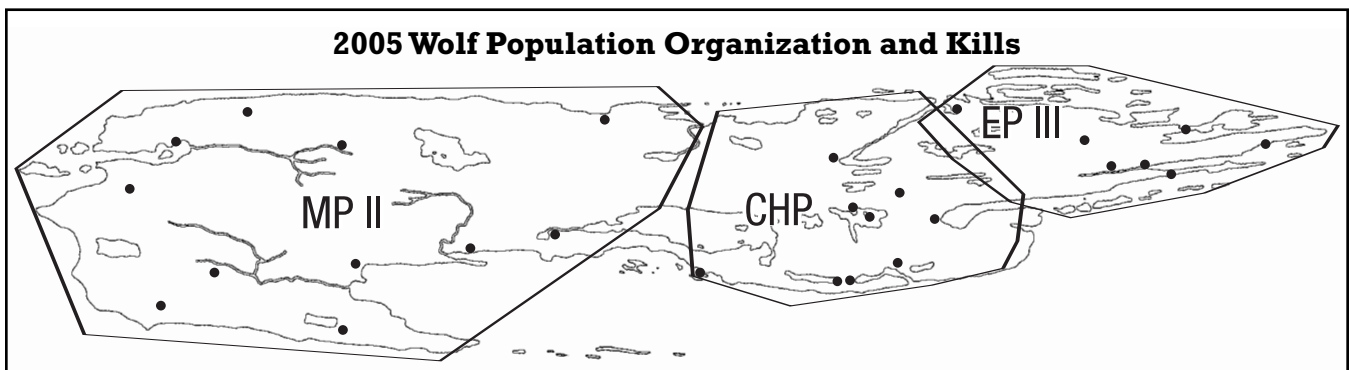 2005 Wolf Population Organization and Kills
EP III
MP II
CHP